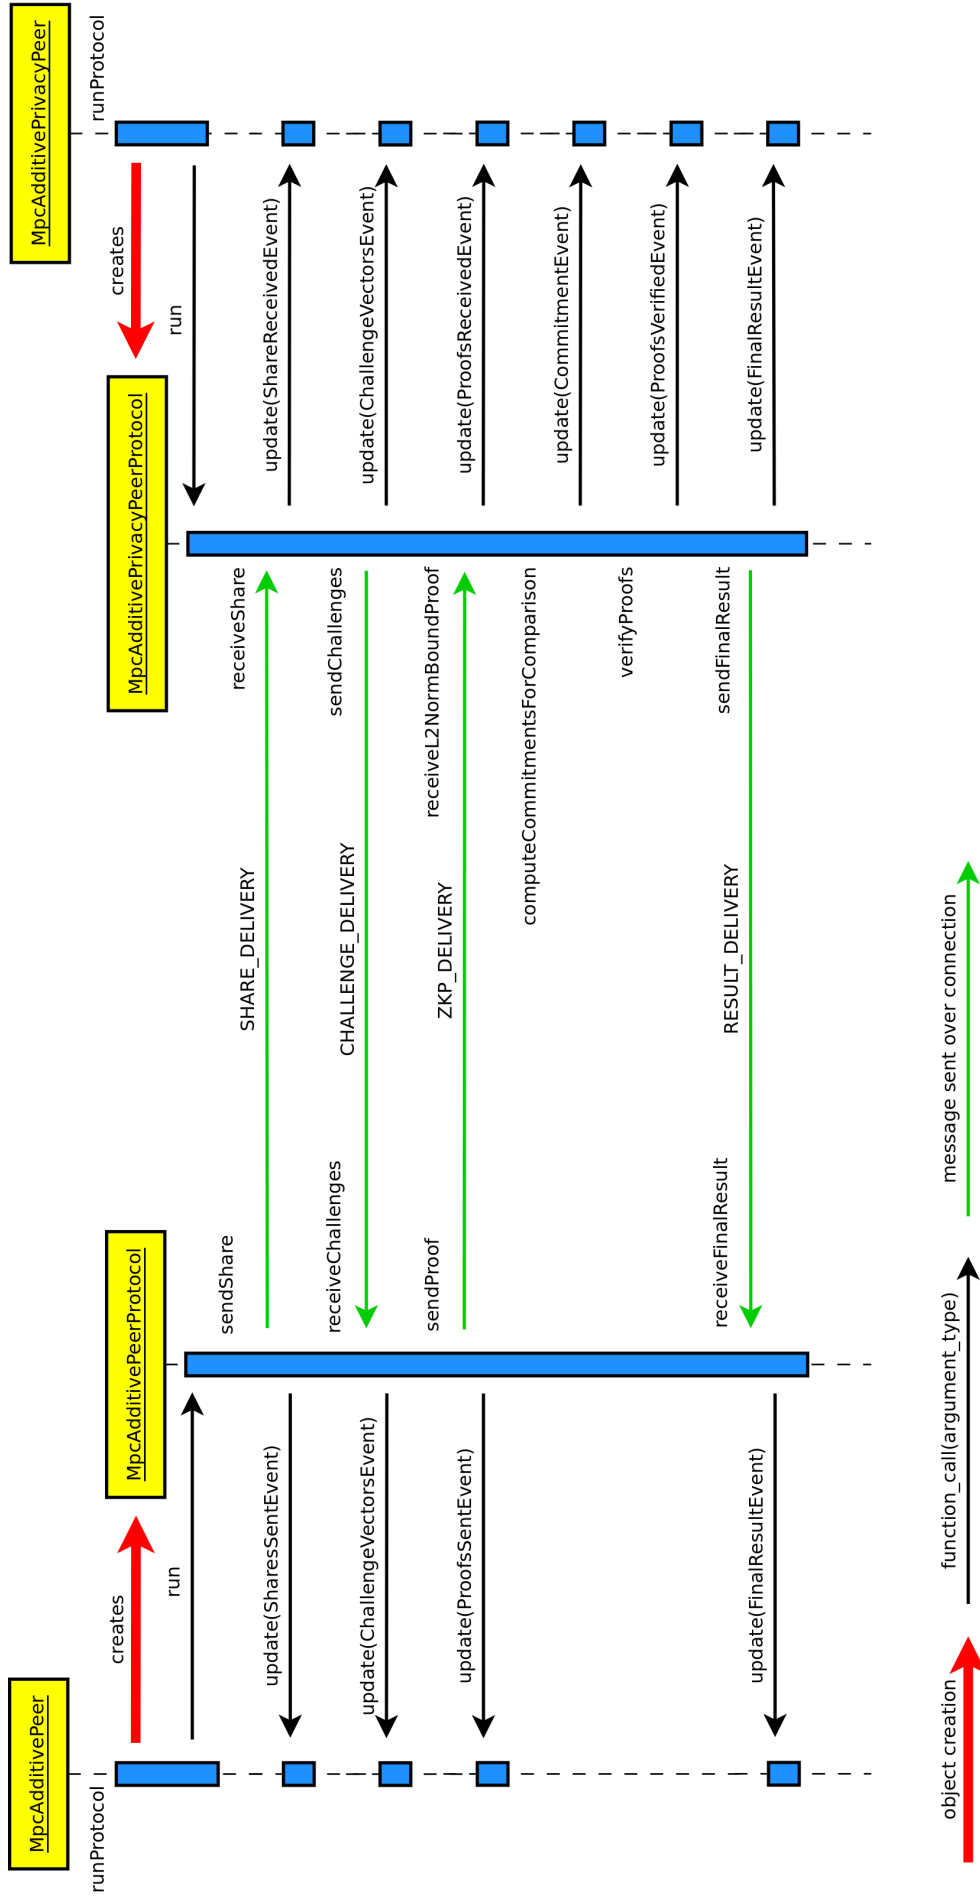 MpcAdditivePeer
MpcAdditivePeerProtocol
MpcAdditivePrivacyPeerProtocol
MpcAdditivePrivacyPeer
runProtocol
creates
creates
runProtocol
run
run
update(SharesSentEvent)
sendShare
SHARE_DELIVERY
receiveShare
update(ShareReceivedEvent)
update(ChallengeVectorsEvent)
receiveChallenges
CHALLENGE_DELIVERY
sendChallenges
update(ChallengeVectorsEvent)
update(ProofsSentEvent)
sendProof
ZKP_DELIVERY
receiveL2NormBoundProof
update(ProofsReceivedEvent)
computeCommitmentsForComparison
update(CommitmentEvent)
verifyProofs
update(ProofsVerifiedEvent)
update(FinalResultEvent)
receiveFinalResult
RESULT_DELIVERY
sendFinalResult
update(FinalResultEvent)
object creation
function_call(argument_type)
message sent over connection